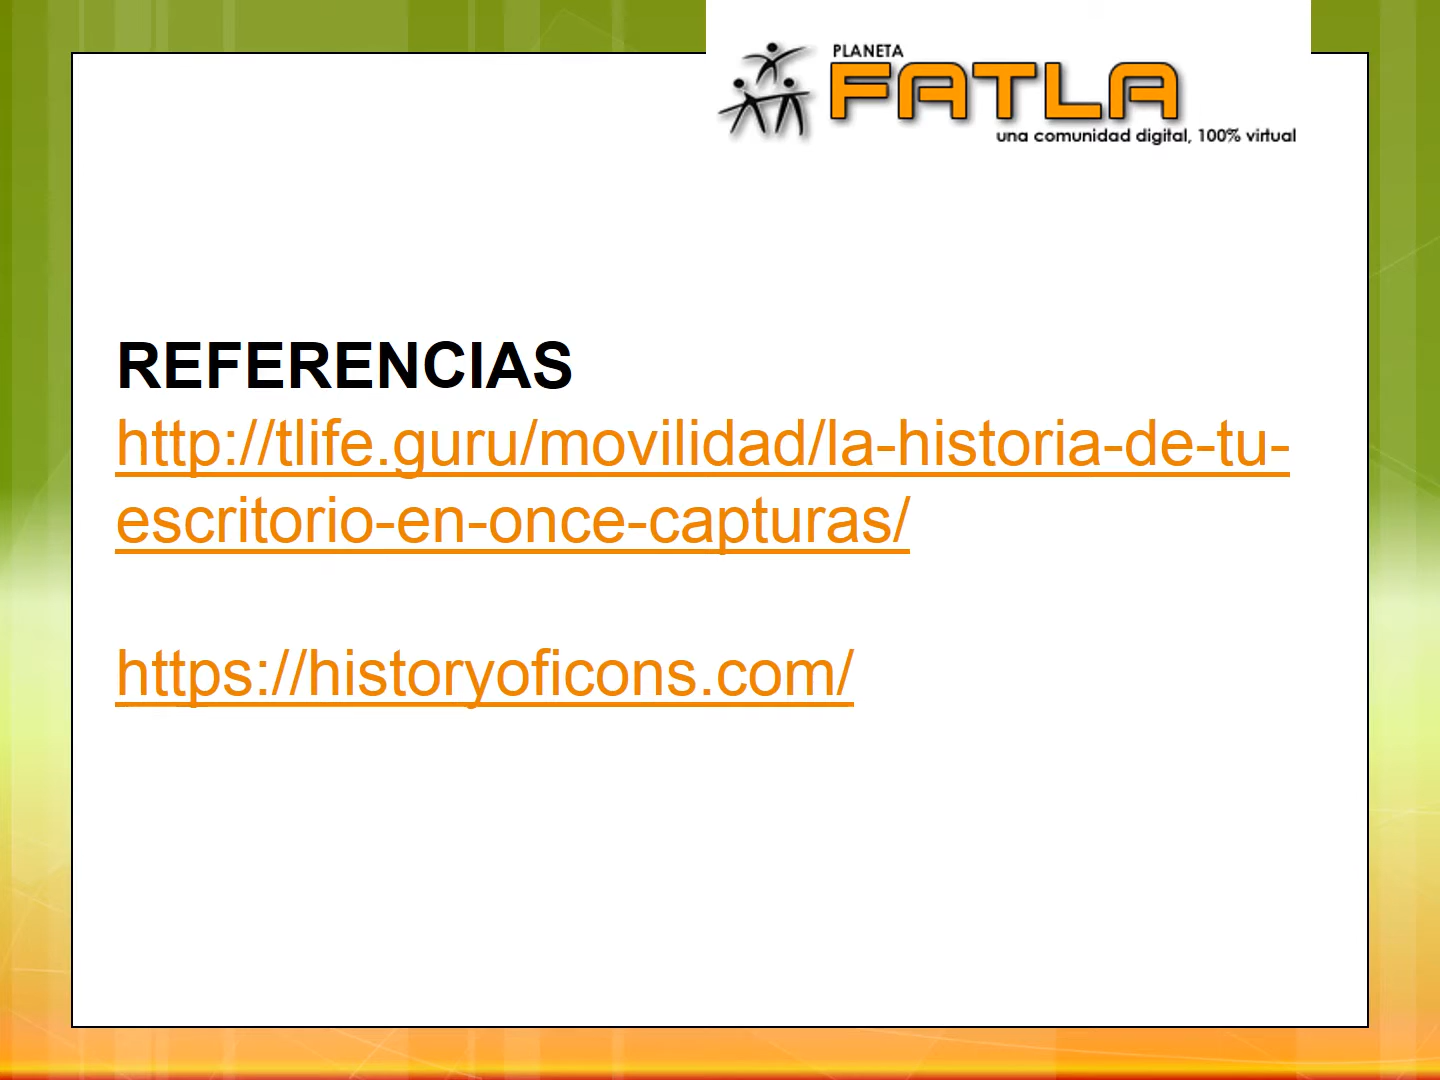 PLANETA
FATLA
una comunidad digital, 100% virtual
REFERENCIAS
http://tlife.guru/movilidad/la-historia-de-tu-
escritorio-en-once-capturas/
https://historyoficons.com/